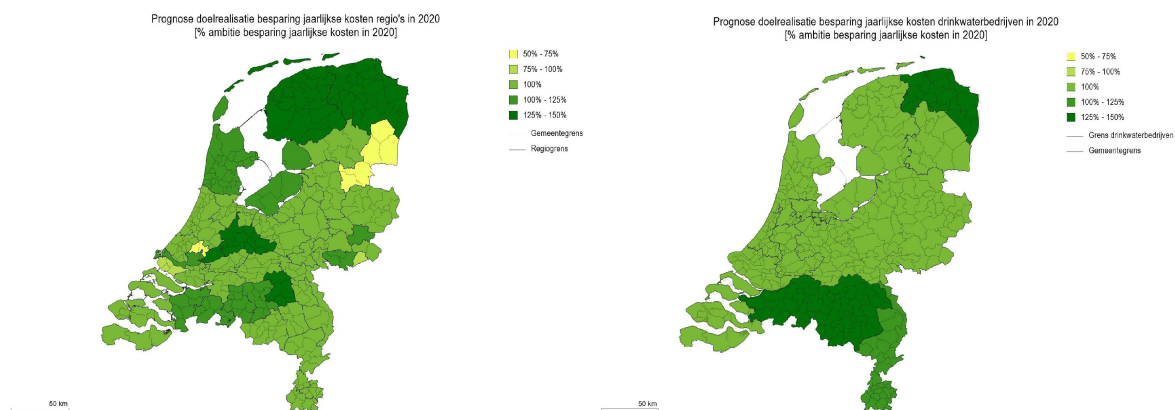 Prognose doelrealisatie besparing jaarlijkse kosten regio's in 2020
[% ambitie besparing jaarlijkse kosten in 2020]
50% - 75%
75% - 100%
100%
100% - 125%
125% - 150%
Gemeentegrens
Regiogrens
50 km
Prognose doelrealisatie besparing jaarlijkse kosten drinkwaterbedrijven in 2020
[% ambitie besparing jaarlijkse kosten in 2020]
50% - 75%
75% - 100%
100%
100% - 125%
125% - 150%
Grens drinkwaterbedrijven
Gemeentegrens
50 km